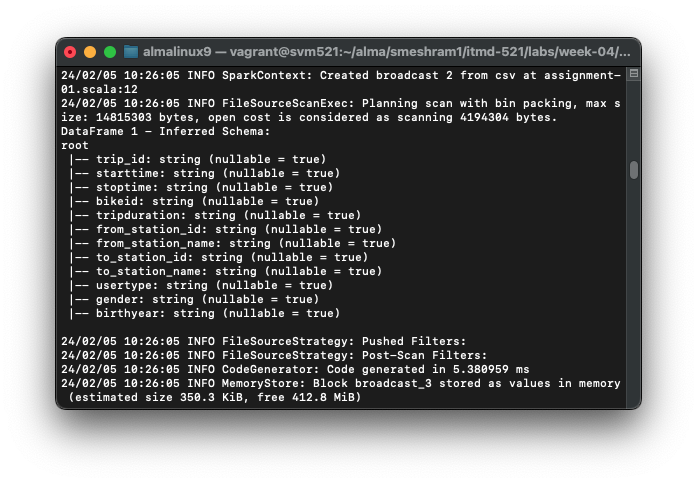 almalinux9 — vagrant@svm521:~/alma/smeshram1/itmd-521/labs/week-04/...
24/02/05 10:26:05 INFO SparkContext: Created broadcast 2 from csv at assignment-
01.scala:12
24/02/05 10:26:05 INFO FileSourceScanExec: Planning scan with bin packing, max s
ize: 14815303 bytes, open cost is considered as scanning 4194304 bytes.
DataFrame 1 - Inferred Schema:
root
 |-- trip_id: string (nullable = true)
 |-- starttime: string (nullable = true)
 |-- stoptime: string (nullable = true)
 |-- bikeid: string (nullable = true)
 |-- tripduration: string (nullable = true)
 |-- from_station_id: string (nullable = true)
 |-- from_station_name: string (nullable = true)
 |-- to_station_id: string (nullable = true)
 |-- to_station_name: string (nullable = true)
 |-- usertype: string (nullable = true)
 |-- gender: string (nullable = true)
 |-- birthyear: string (nullable = true)
24/02/05 10:26:05 INFO FileSourceStrategy: Pushed Filters:
24/02/05 10:26:05 INFO FileSourceStrategy: Post-Scan Filters:
24/02/05 10:26:05 INFO CodeGenerator: Code generated in 5.380959 ms
24/02/05 10:26:05 INFO MemoryStore: Block broadcast_3 stored as values in memory
 (estimated size 350.3 KiB, free 412.8 MiB)